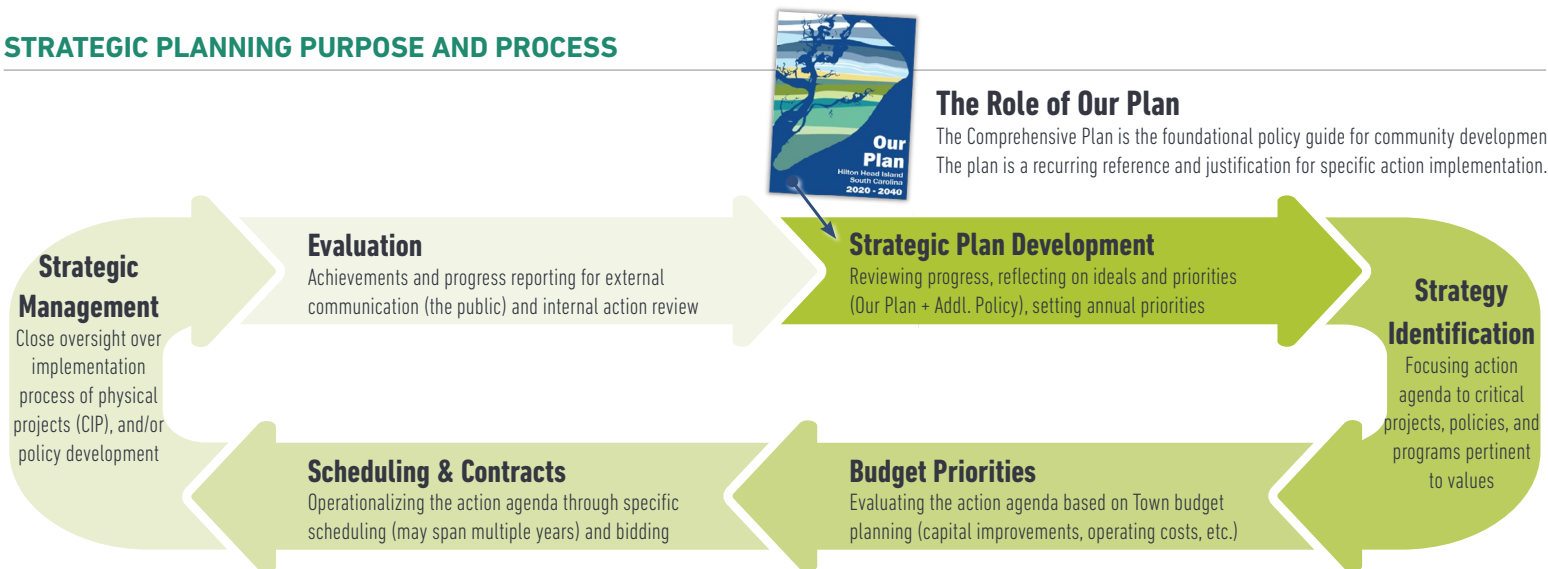 STRATEGIC PLANNING PURPOSE AND PROCESS
Our
Plan
Hilton Head Island
South Carolina
2020 - 2040
The Role of Our Plan
The Comprehensive Plan is the foundational policy guide for community developmen
The plan is a recurring reference and justification for specific action implementation.
Evaluation
Achievements and progress reporting for external
communication (the public) and internal action review
Strategic Plan Development
Reviewing progress, reflecting on ideals and priorities
(Our Plan + Addl. Policy), setting annual priorities
Strategy
Identification
Focusing action
agenda to critical
projects, policies, and
programs pertinent
to values
Budget Priorities
Evaluating the action agenda based on Town budget
planning (capital improvements, operating costs, etc.)
Scheduling & Contracts
Operationalizing the action agenda through specific
scheduling (may span multiple years) and bidding
Strategic
Management
Close oversight over
implementation
process of physical
projects (CIP), and/or
policy development